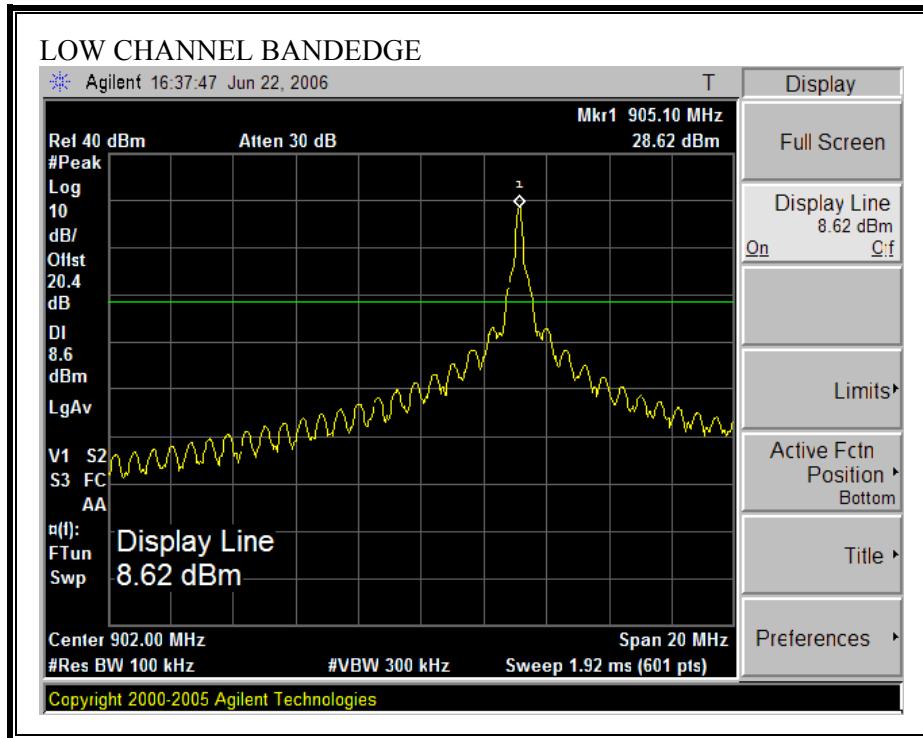 LOW CHANNEL BANDEDGE
Agilent 16:37:47 Jun 22, 2006 T
Display
Mkr1 905.10 MHz
Ref 40 dBm Atten 30 dB 28.62 dBm
#Peak
Log
10
dB/
Offst
20.4
dB
DI
8.6
dBm
LgAv
V1 S2
S3 FC
AA
¤(f):
FTun
Swp
1
Display Line
8.62 dBm
Center 902.00 MHz Span 20 MHz
#Res BW 100 kHz #VBW 300 kHz Sweep 1.92 ms (601 pts)
Copyright 2000-2005 Agilent Technologies
Full Screen
Display Line
8.62 dBm
On Off
Limits
Active Fctn
Position
Bottom
Title
Preferences